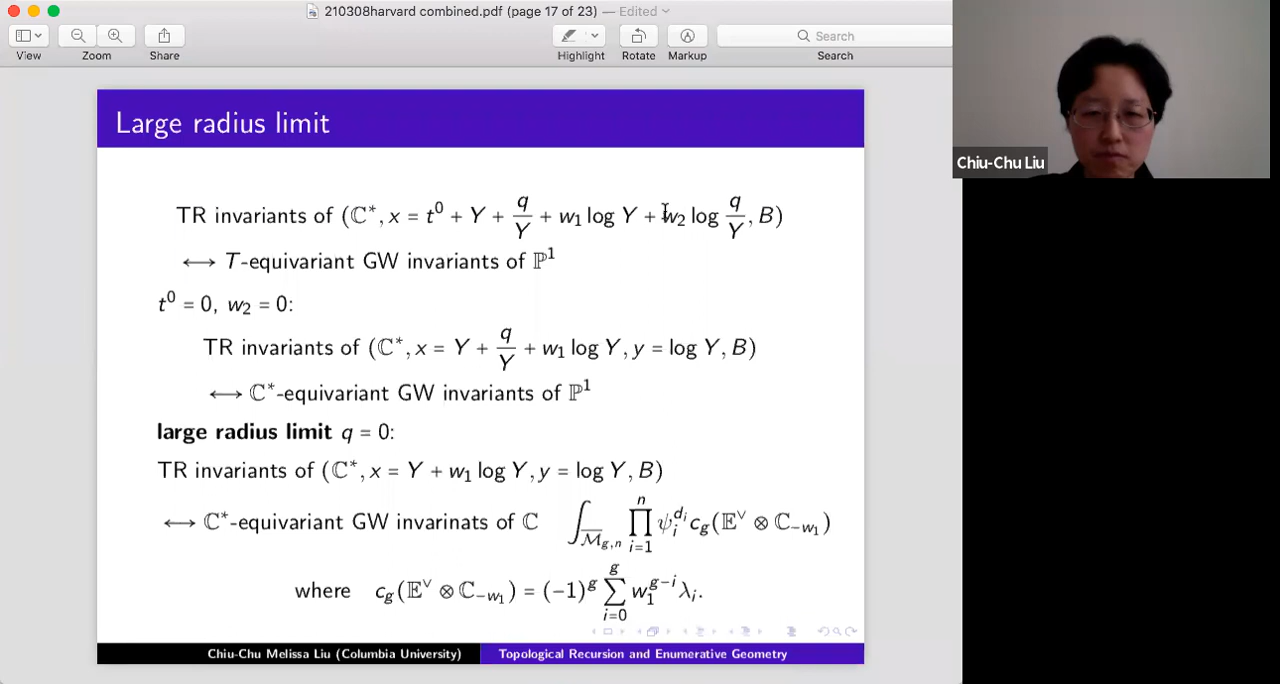 210308harvard combined.pdf (page 17 of 23) — Edited
View Zoom Share Highlight Rotate Markup Search
Search
Large radius limit
TR invariants of (ℂ*, x = t⁰ + Y + q/Y + w₁ log Y + w₂ log q/Y, B)
⟷ T-equivariant GW invariants of ℙ¹
t⁰ = 0, w₂ = 0:
TR invariants of (ℂ*, x = Y + q/Y + w₁ log Y, y = log Y, B)
⟷ ℂ*-equivariant GW invariants of ℙ¹
large radius limit q = 0:
TR invariants of (ℂ*, x = Y + w₁ log Y, y = log Y, B)
⟷ ℂ*-equivariant GW invarinats of ℂ ∫_{M̅_{g,n}} ∏_{i=1}^{n} ψ_i^{d_i} c_g(𝔼^∨ ⊗ ℂ_{−w₁})
where c_g(𝔼^∨ ⊗ ℂ_{−w₁}) = (−1)^g ∑_{i=0}^{g} w₁^{g−i} λ_i.
Chiu-Chu Melissa Liu (Columbia University) Topological Recursion and Enumerative Geometry
Chiu-Chu Liu